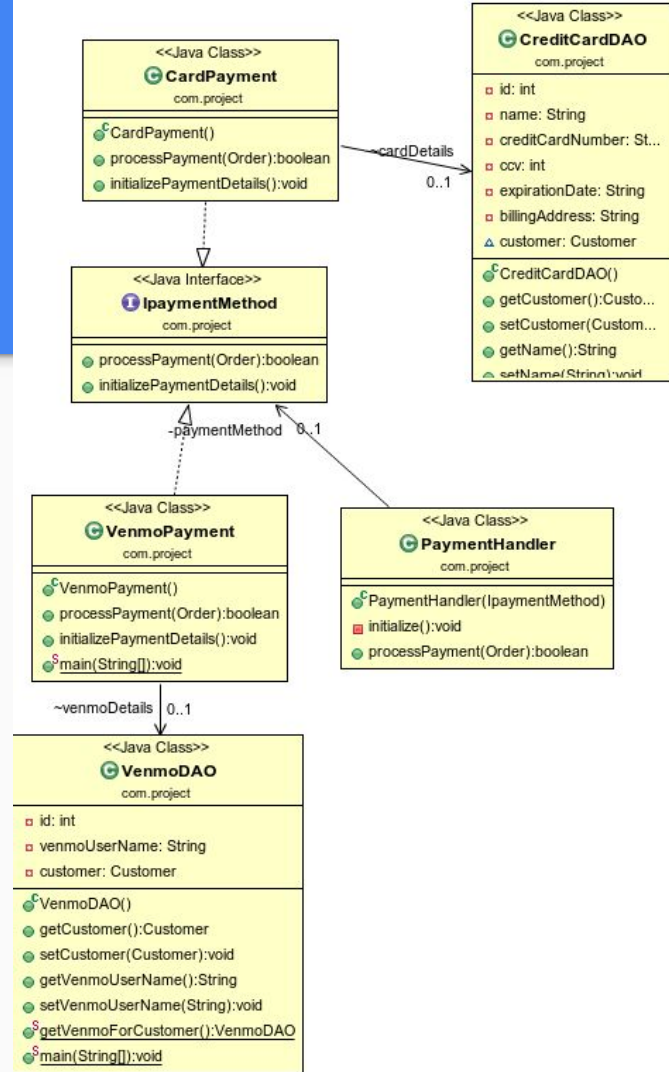 <<Java Class>>
CardPayment
com.project
CardPayment()
processPayment(Order):boolean
initializePaymentDetails():void
~cardDetails
0..1
<<Java Class>>
CreditCardDAO
com.project
id: int
name: String
creditCardNumber: St...
ccv: int
expirationDate: String
billingAddress: String
customer: Customer
CreditCardDAO()
getCustomer():Custo...
setCustomer(Custom...
getName():String
setName(String):void
<<Java Interface>>
IpaymentMethod
com.project
processPayment(Order):boolean
initializePaymentDetails():void
-paymentMethod
0..1
<<Java Class>>
VenmoPayment
com.project
VenmoPayment()
processPayment(Order):boolean
initializePaymentDetails():void
main(String[]):void
<<Java Class>>
PaymentHandler
com.project
PaymentHandler(IpaymentMethod)
initialize():void
processPayment(Order):boolean
~venmoDetails
0..1
<<Java Class>>
VenmoDAO
com.project
id: int
venmoUserName: String
customer: Customer
VenmoDAO()
getCustomer():Customer
setCustomer(Customer):void
getVenmoUserName():String
setVenmoUserName(String):void
getVenmoForCustomer():VenmoDAO
main(String[]):void